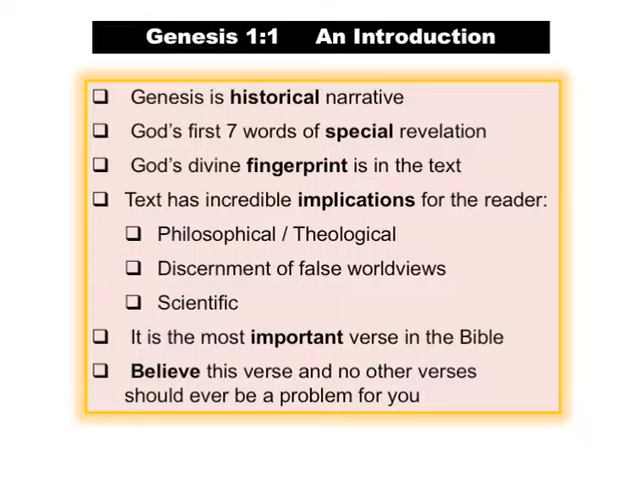 Genesis 1:1 An Introduction
❑ Genesis is historical narrative
❑ God's first 7 words of special revelation
❑ God's divine fingerprint is in the text
❑ Text has incredible implications for the reader:
❑ Philosophical / Theological
❑ Discernment of false worldviews
❑ Scientific
❑ It is the most important verse in the Bible
❑ Believe this verse and no other verses
should ever be a problem for you